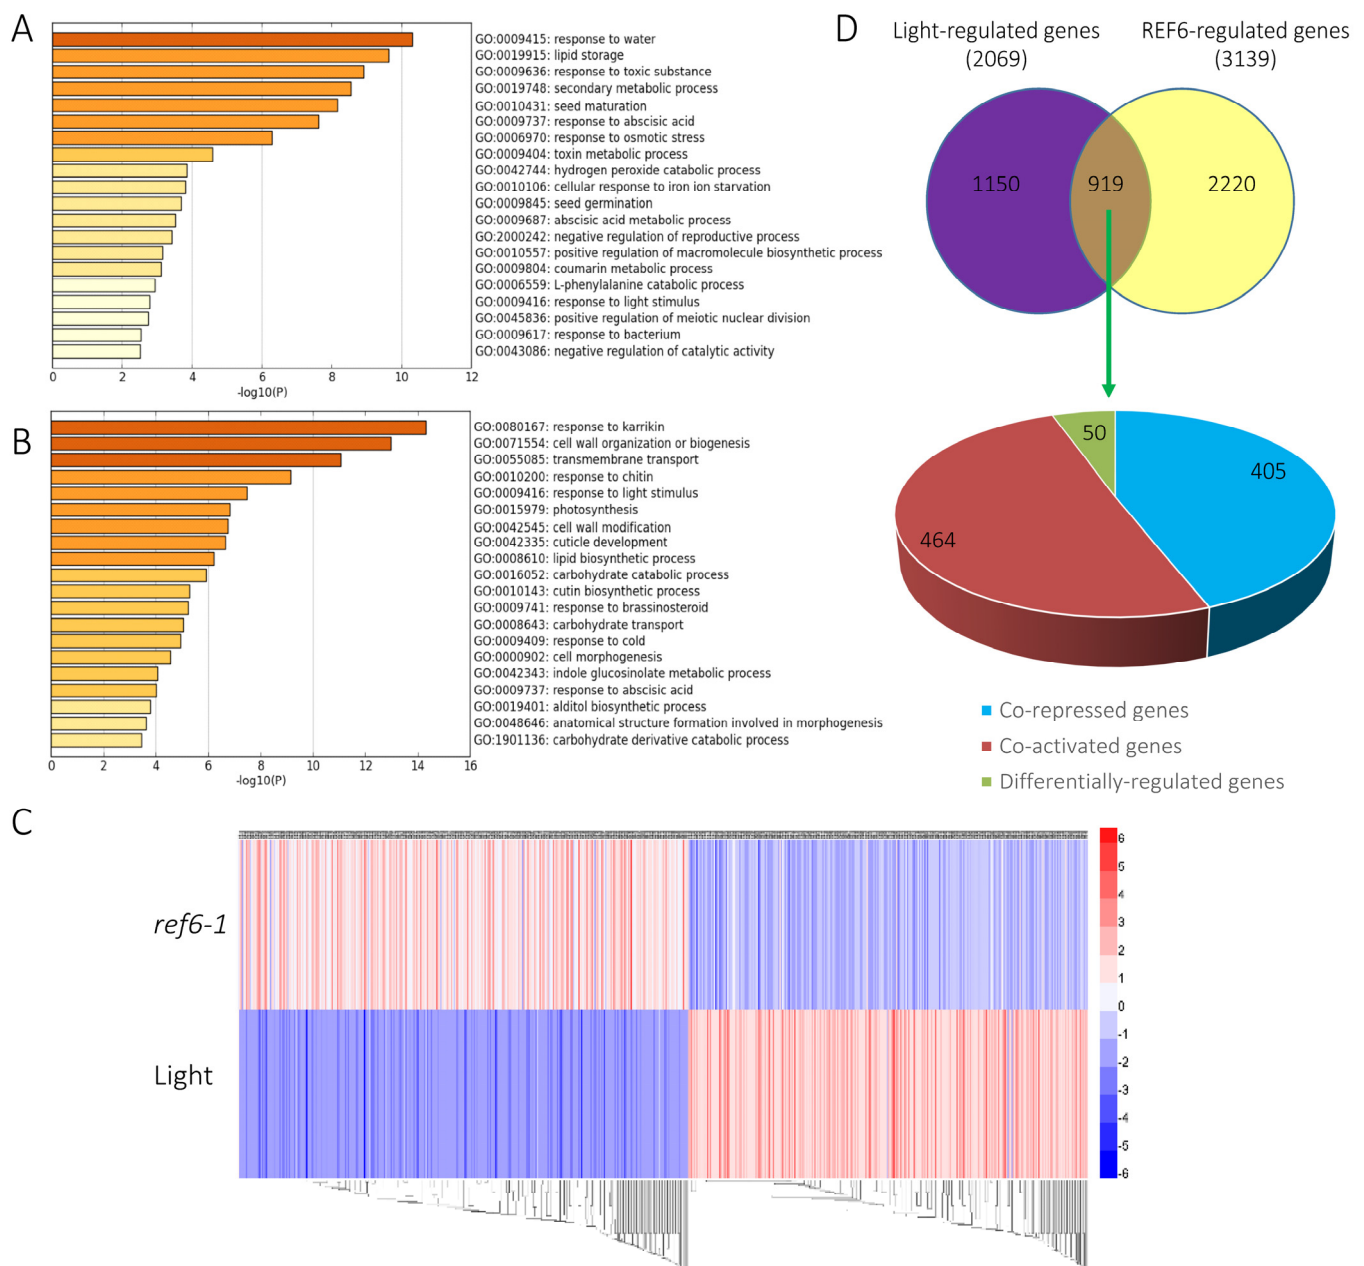 A
GO:0009415: response to water
GO:0019915: lipid storage
GO:0009636: response to toxic substance
GO:0019748: secondary metabolic process
GO:0010431: seed maturation
GO:0009737: response to abscisic acid
GO:0006970: response to osmotic stress
GO:0009404: toxin metabolic process
GO:0042744: hydrogen peroxide catabolic process
GO:0010106: cellular response to iron ion starvation
GO:0009845: seed germination
GO:0009687: abscisic acid metabolic process
GO:2000242: negative regulation of reproductive process
GO:0010557: positive regulation of macromolecule biosynthetic process
GO:0009804: coumarin metabolic process
GO:0006559: L-phenylalanine catabolic process
GO:0009416: response to light stimulus
GO:0045836: positive regulation of meiotic nuclear division
GO:0009617: response to bacterium
GO:0043086: negative regulation of catalytic activity
0 2 4 6 8 10 12
-log10(P)
B
GO:0080167: response to karrikin
GO:0071554: cell wall organization or biogenesis
GO:0055085: transmembrane transport
GO:0010200: response to chitin
GO:0009416: response to light stimulus
GO:0015979: photosynthesis
GO:0042545: cell wall modification
GO:0042335: cuticle development
GO:0008610: lipid biosynthetic process
GO:0016052: carbohydrate catabolic process
GO:0010143: cutin biosynthetic process
GO:0009741: response to brassinosteroid
GO:0008643: carbohydrate transport
GO:0009409: response to cold
GO:0000902: cell morphogenesis
GO:0042343: indole glucosinolate metabolic process
GO:0009737: response to abscisic acid
GO:0019401: alditol biosynthetic process
GO:0048646: anatomical structure formation involved in morphogenesis
GO:1901136: carbohydrate derivative catabolic process
0 2 4 6 8 10 12 14 16
-log10(P)
C
ref6-1
Light
6
5
4
3
2
1
0
-1
-2
-3
-4
-5
-6
D
Light-regulated genes
(2069)
REF6-regulated genes
(3139)
1150
919
2220
50
405
464
Co-repressed genes
Co-activated genes
Differentially-regulated genes